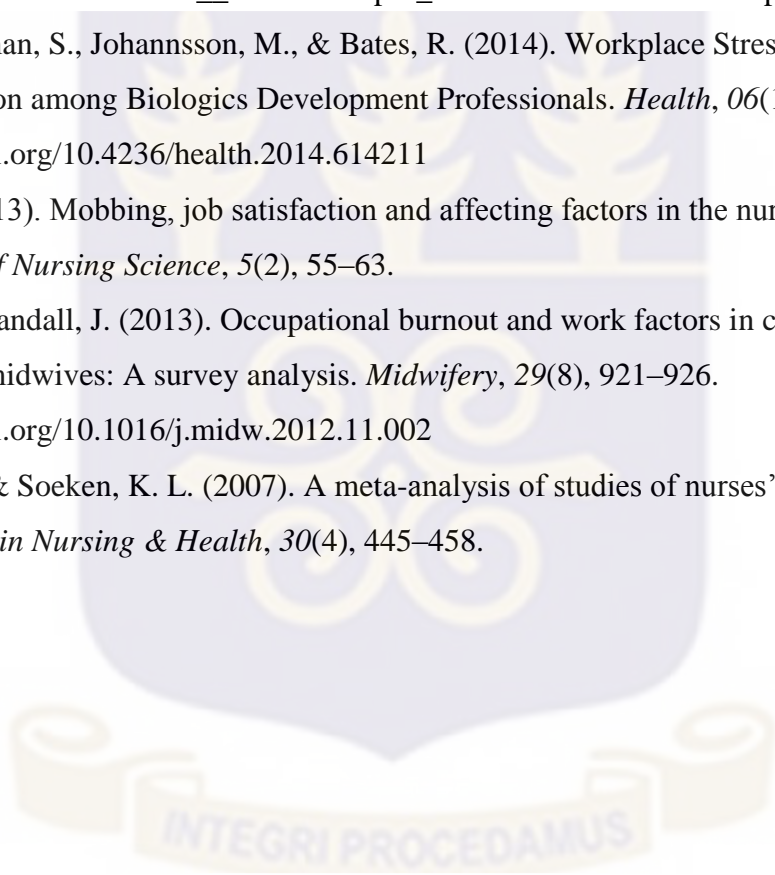 an, S., Johannsson, M., & Bates, R. (2014). Workplace Stress
on among Biologics Development Professionals. Health, 06(
.org/10.4236/health.2014.614211
13). Mobbing, job satisfaction and affecting factors in the nur
f Nursing Science, 5(2), 55–63.
andall, J. (2013). Occupational burnout and work factors in c
midwives: A survey analysis. Midwifery, 29(8), 921–926.
.org/10.1016/j.midw.2012.11.002
& Soeken, K. L. (2007). A meta-analysis of studies of nurses’
in Nursing & Health, 30(4), 445–458.
INTEGRI PROCEDAMUS